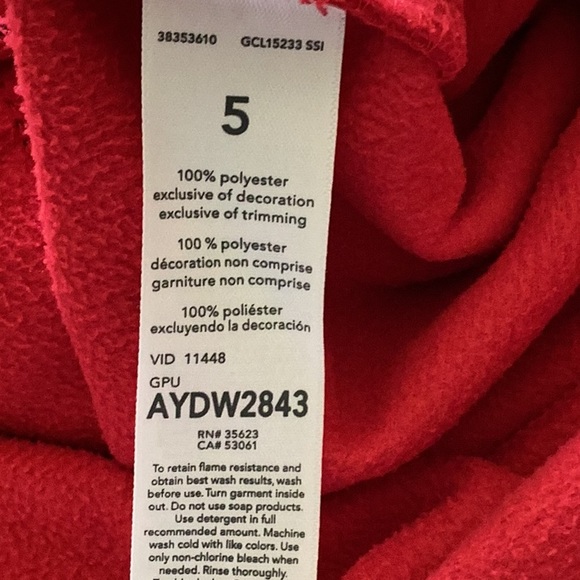 38353610 GCL15233 SSI
5
100% polyester
exclusive of decoration
exclusive of trimming
100 % polyester
décoration non comprise
garniture non comprise
100% poliéster
excluyendo la decoración
VID 11448
GPU
AYDW2843
RN# 35623
CA# 53061
To retain flame resistance and
obtain best wash results, wash
before use. Turn garment inside
out. Do not use soap products.
Use detergent in full
recommended amount. Machine
wash cold with like colors. Use
only non-chlorine bleach when
needed. Rinse thoroughly.